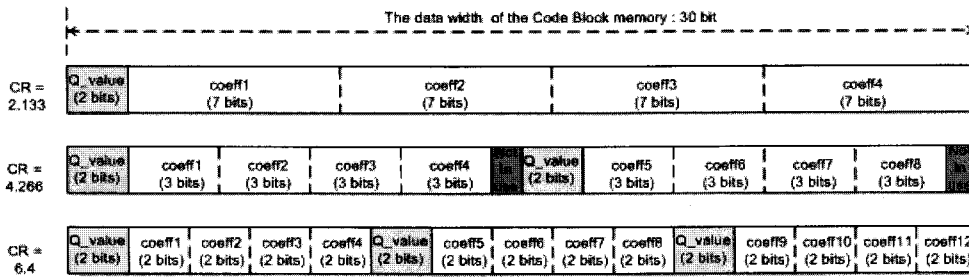 The data width of the Code Block memory : 30 bit
CR = 2.133
Q_value (2 bits)
coeff1 (7 bits)
coeff2 (7 bits)
coeff3 (7 bits)
coeff4 (7 bits)
CR = 4.266
Q_value (2 bits)
coeff1 (3 bits)
coeff2 (3 bits)
coeff3 (3 bits)
coeff4 (3 bits)
Q_value (2 bits)
coeff5 (3 bits)
coeff6 (3 bits)
coeff7 (3 bits)
coeff8 (3 bits)
CR = 6.4
Q_value (2 bits)
coeff1 (2 bits)
coeff2 (2 bits)
coeff3 (2 bits)
coeff4 (2 bits)
Q_value (2 bits)
coeff5 (2 bits)
coeff6 (2 bits)
coeff7 (2 bits)
coeff8 (2 bits)
Q_value (2 bits)
coeff9 (2 bits)
coeff10 (2 bits)
coeff11 (2 bits)
coeff12 (2 bits)